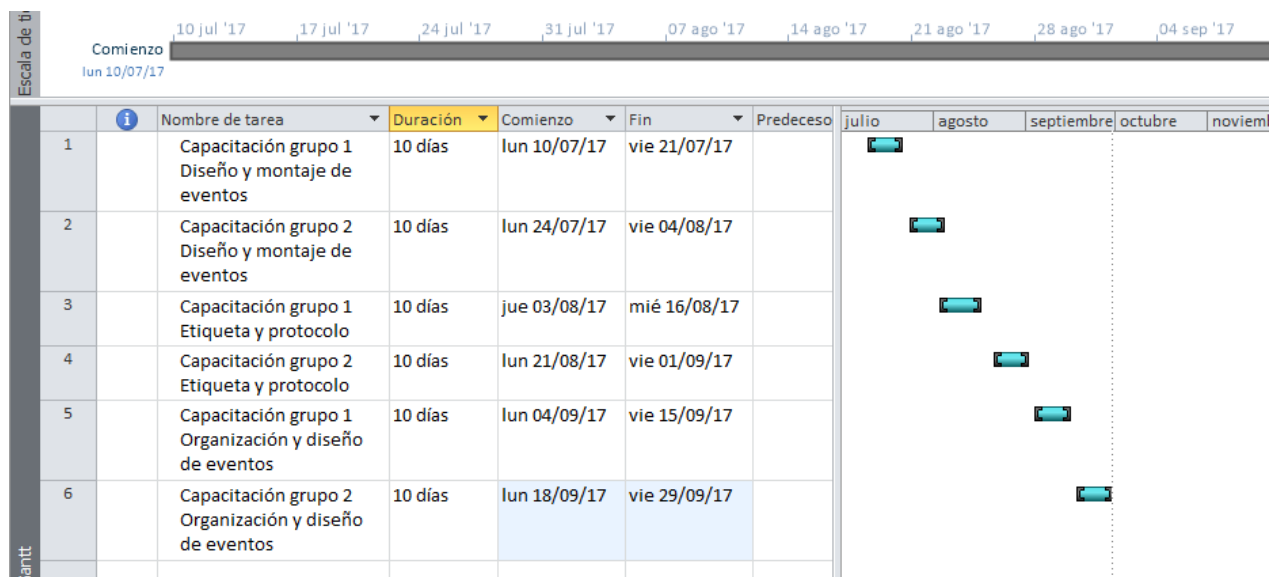 Escala de ti
10 jul '17 17 jul '17 24 jul '17 31 jul '17 07 ago '17 14 ago '17 21 ago '17 28 ago '17 04 sep '17
Comienzo
lun 10/07/17
Nombre de tarea Duración Comienzo Fin Predeceso julio agosto septiembre octubre noviem
1 Capacitación grupo 1 10 días lun 10/07/17 vie 21/07/17
Diseño y montaje de
eventos
2 Capacitación grupo 2 10 días lun 24/07/17 vie 04/08/17
Diseño y montaje de
eventos
3 Capacitación grupo 1 10 días jue 03/08/17 mié 16/08/17
Etiqueta y protocolo
4 Capacitación grupo 2 10 días lun 21/08/17 vie 01/09/17
Etiqueta y protocolo
5 Capacitación grupo 1 10 días lun 04/09/17 vie 15/09/17
Organización y diseño
de eventos
6 Capacitación grupo 2 10 días lun 18/09/17 vie 29/09/17
Organización y diseño
de eventos
antt